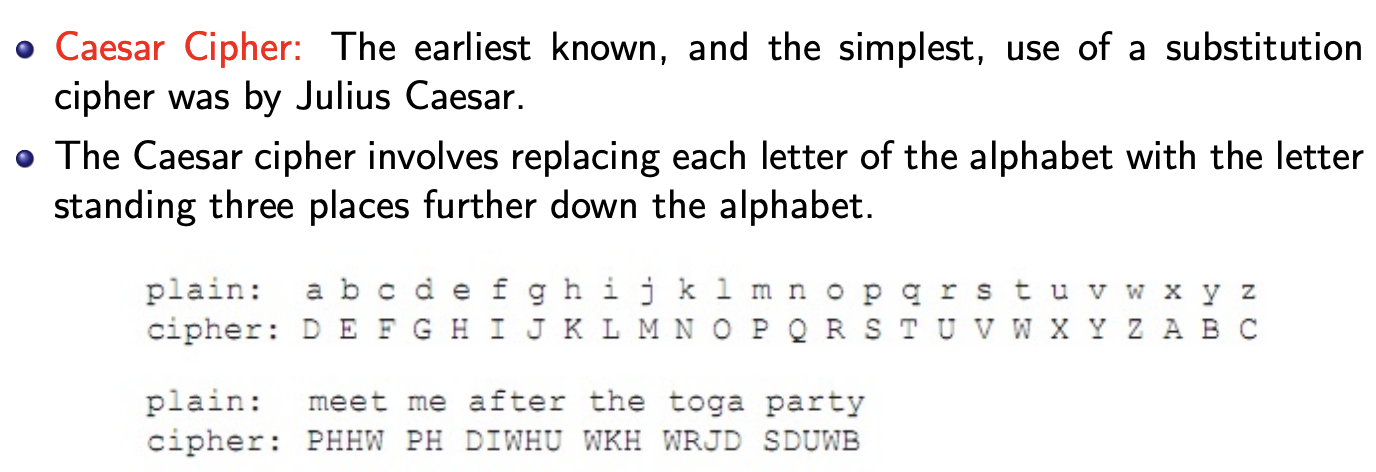 Caesar Cipher: The earliest known, and the simplest, use of a substitution
cipher was by Julius Caesar.
The Caesar cipher involves replacing each letter of the alphabet with the letter
standing three places further down the alphabet.
plain: a b c d e f g h i j k l m n o p q r s t u v w x y z
cipher: D E F G H I J K L M N O P Q R S T U V W X Y Z A B C
plain: meet me after the toga party
cipher: PHHW PH DIWHU WKH WRJD SDUWB